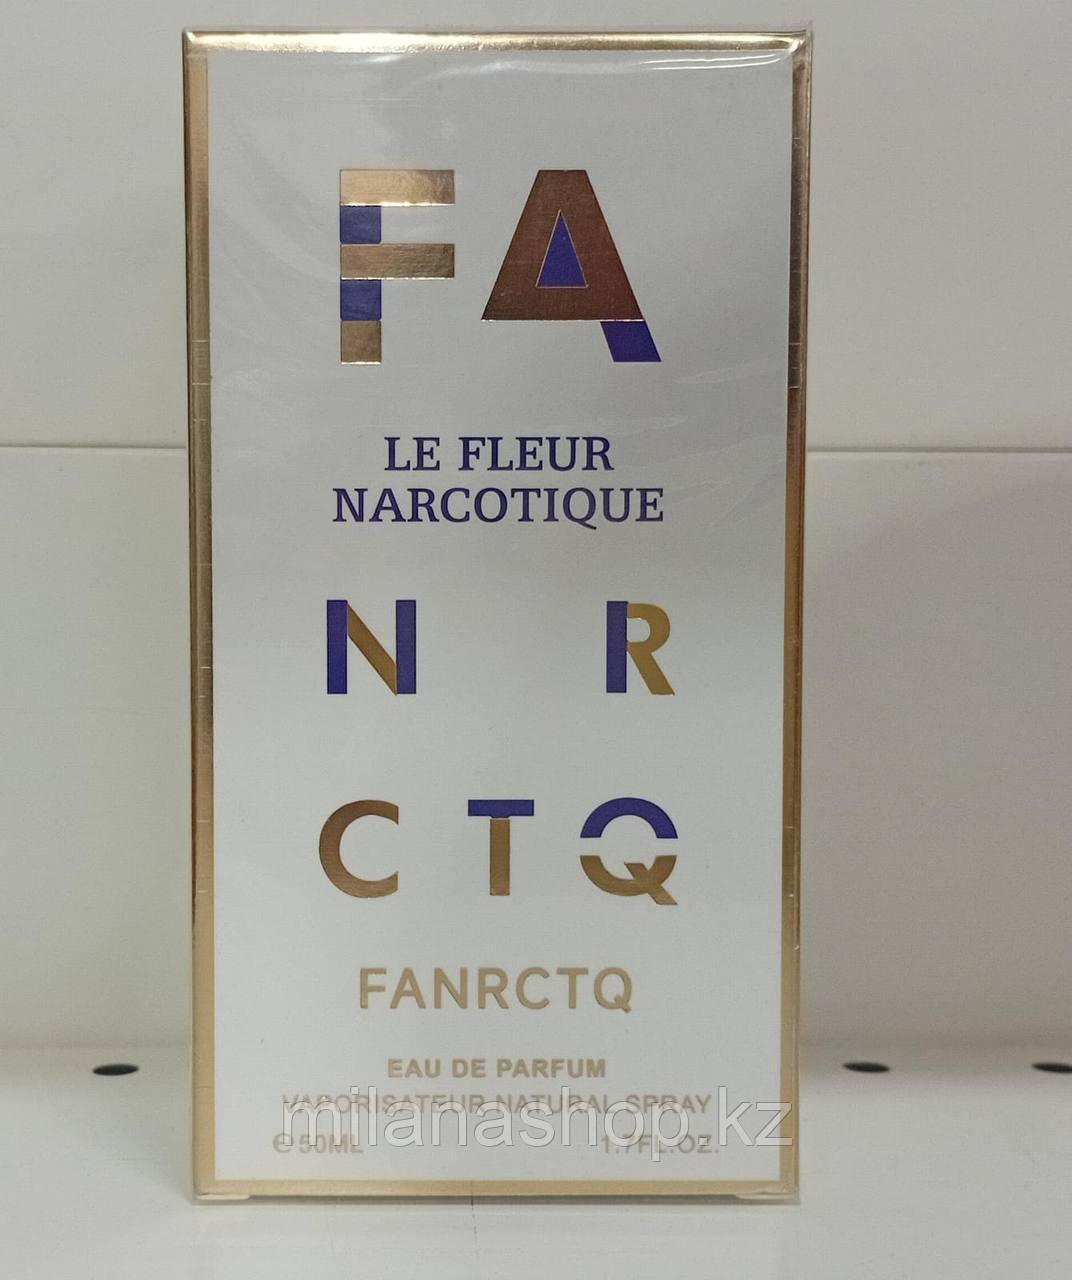 FA
LE FLEUR
NARCOTIQUE
N R
CTQ
FANRCTQ
EAU DE PARFUM
VAPORISATEUR NATURAL SPRAY
milanashop.kz
℮50ML 1.7FL.OZ.